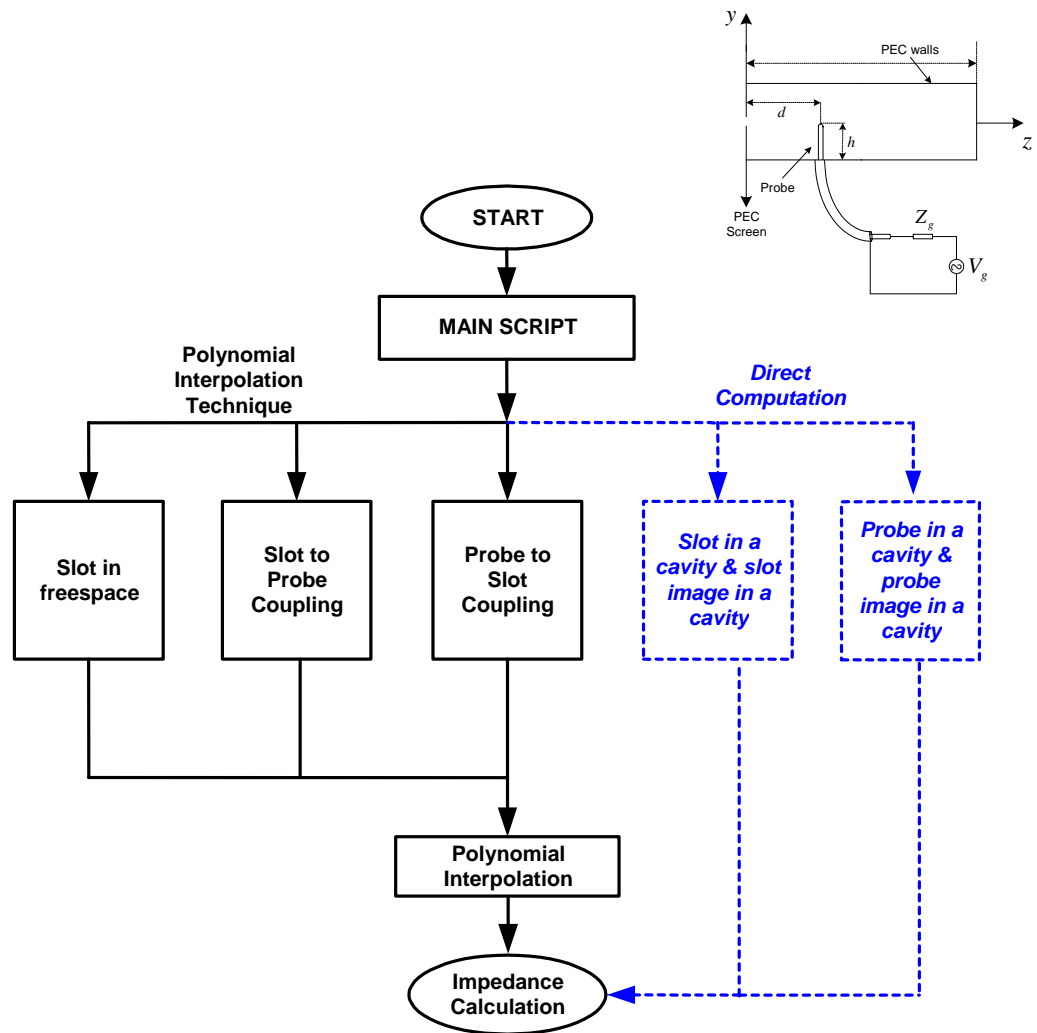 y
PEC walls
d
h
z
Probe
PEC
Screen
Z_g
V_g
START
MAIN SCRIPT
Polynomial
Interpolation
Technique
Direct
Computation
Slot in
freespace
Slot to
Probe
Coupling
Probe to
Slot
Coupling
Slot in a
cavity & slot
image in a
cavity
Probe in a
cavity &
probe
image in a
cavity
Polynomial
Interpolation
Impedance
Calculation